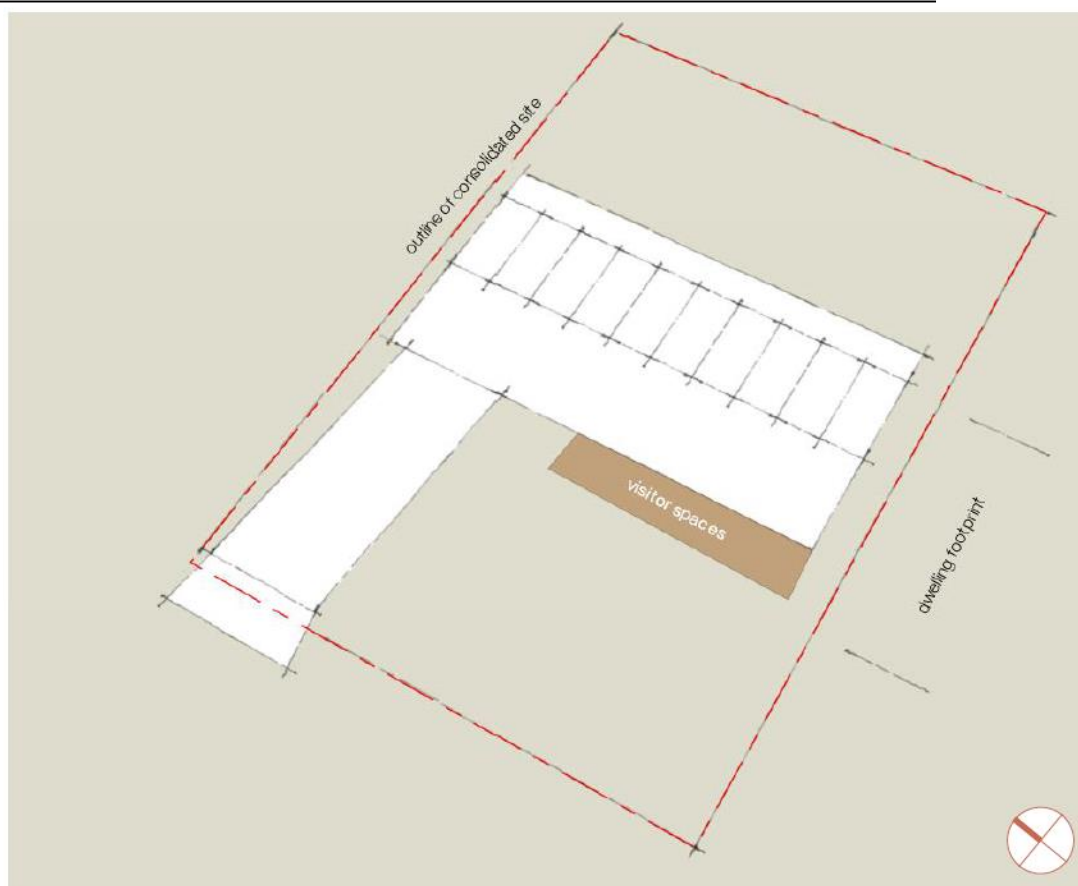 outline of consolidated site
visitor spaces
dwelling footprint